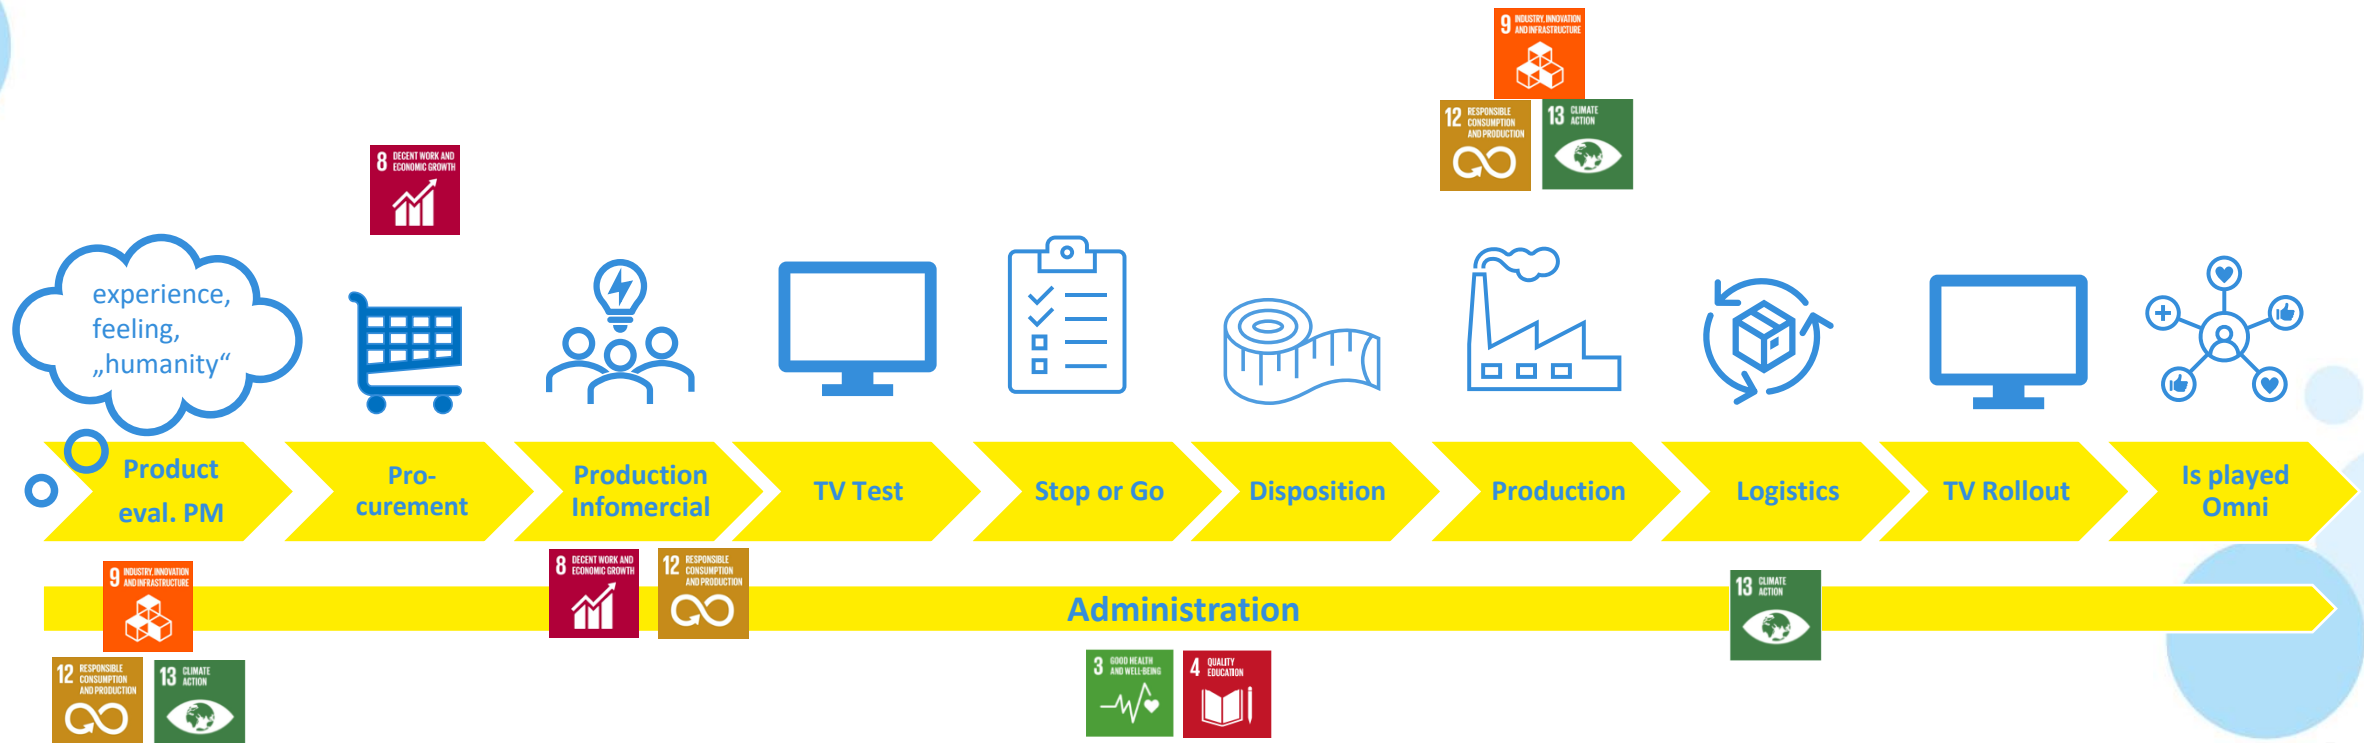 9 INDUSTRY, INNOVATION
AND INFRASTRUCTURE
12 RESPONSIBLE
CONSUMPTION
AND PRODUCTION
13 CLIMATE
ACTION
8 DECENT WORK AND
ECONOMIC GROWTH
experience,
feeling,
„humanity“
Product
eval. PM
Pro-
curement
Production
Infomercial
TV Test
Stop or Go
Disposition
Production
Logistics
TV Rollout
Is played
Omni
9 INDUSTRY, INNOVATION
AND INFRASTRUCTURE
8 DECENT WORK AND
ECONOMIC GROWTH
12 RESPONSIBLE
CONSUMPTION
AND PRODUCTION
Administration
13 CLIMATE
ACTION
12 RESPONSIBLE
CONSUMPTION
AND PRODUCTION
13 CLIMATE
ACTION
3 GOOD HEALTH
AND WELL-BEING
4 QUALITY
EDUCATION